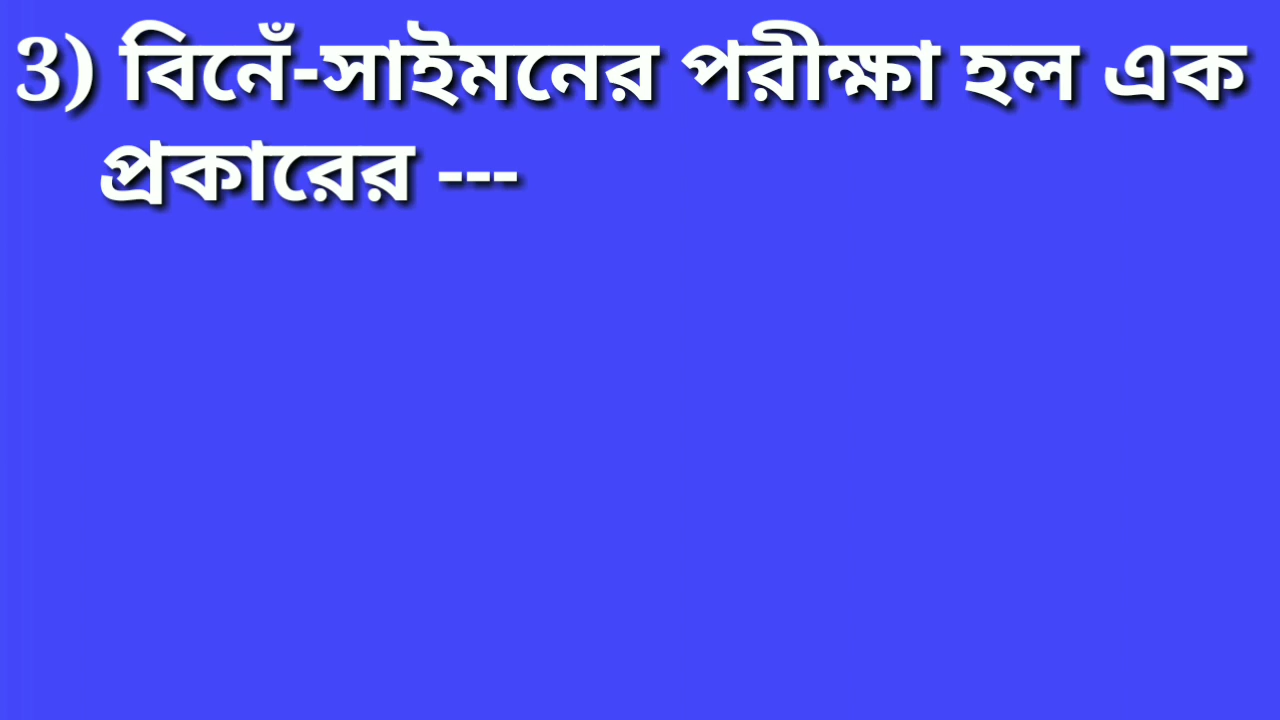 3) বিনেঁ-সাইমনের পরীক্ষা হল এক
প্রকারের ---